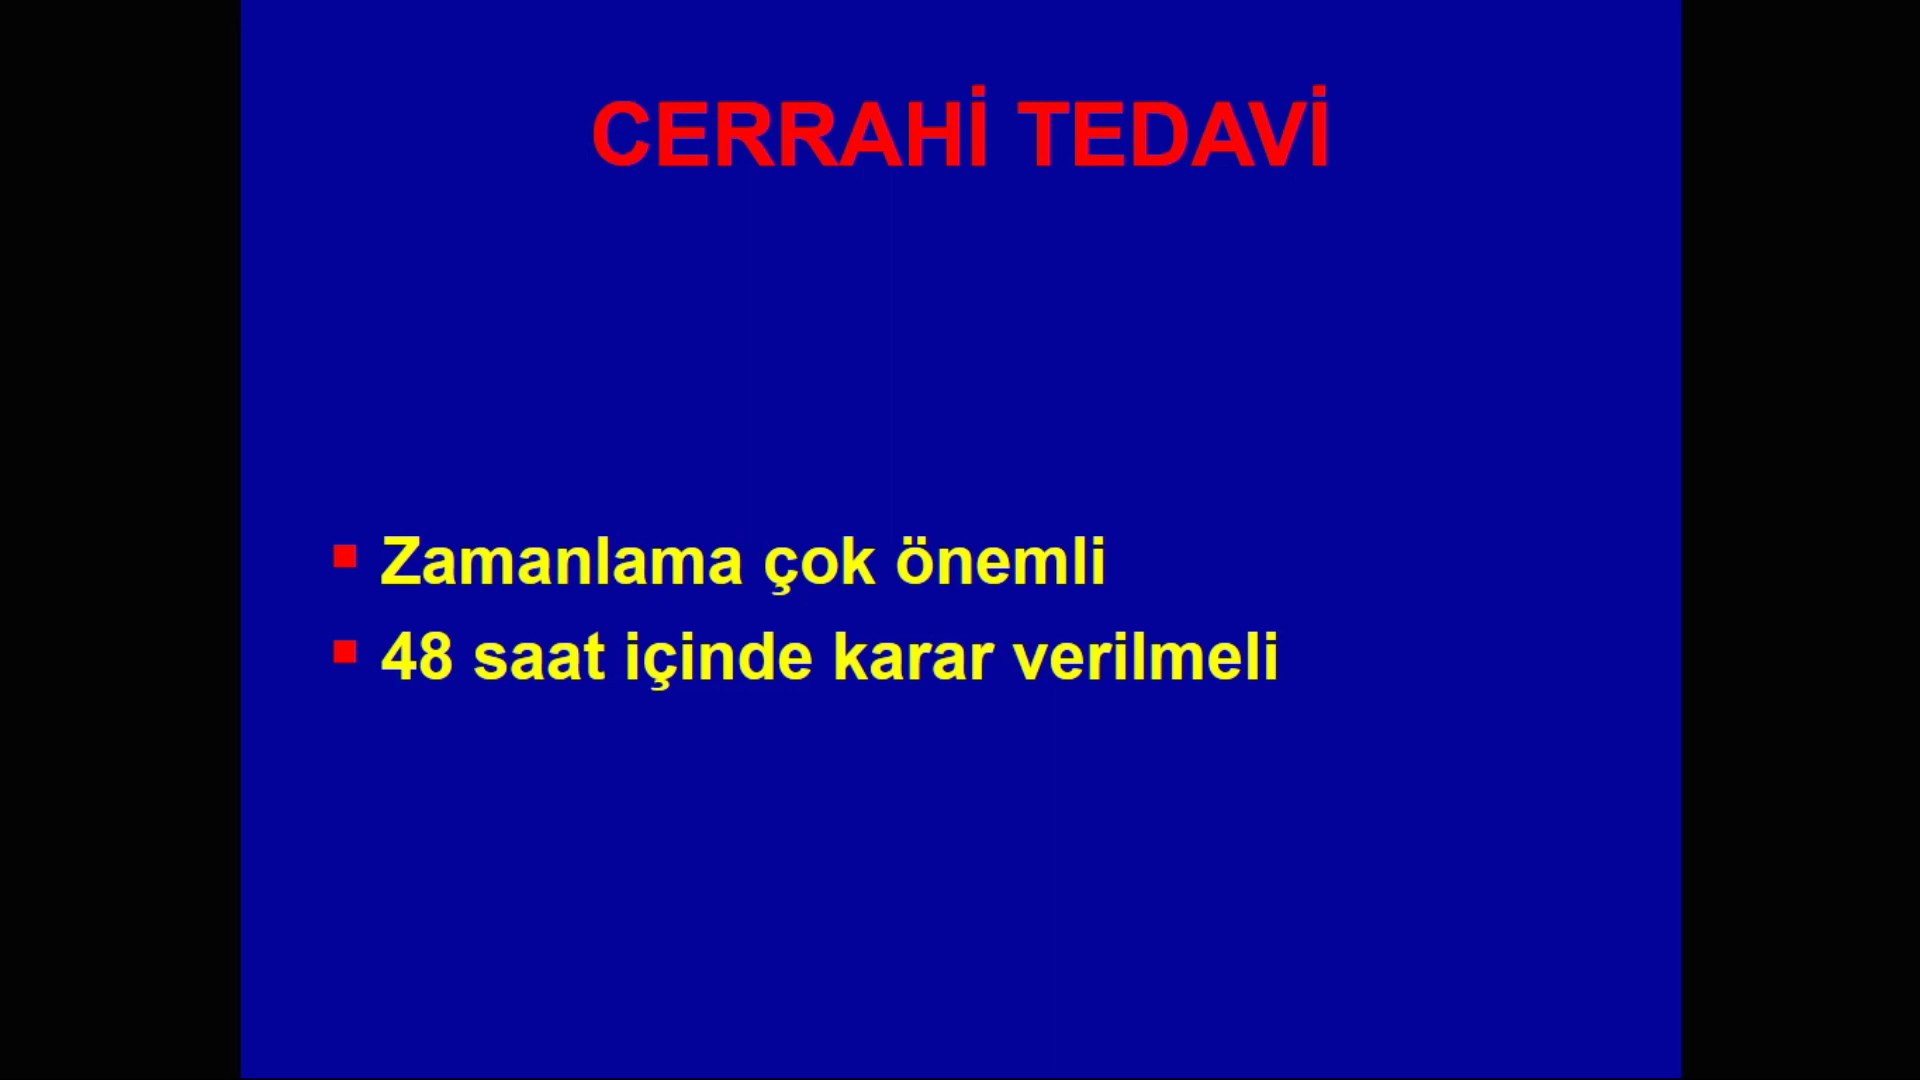 CERRAHİ TEDAVİ
Zamanlama çok önemli
48 saat içinde karar verilmeli